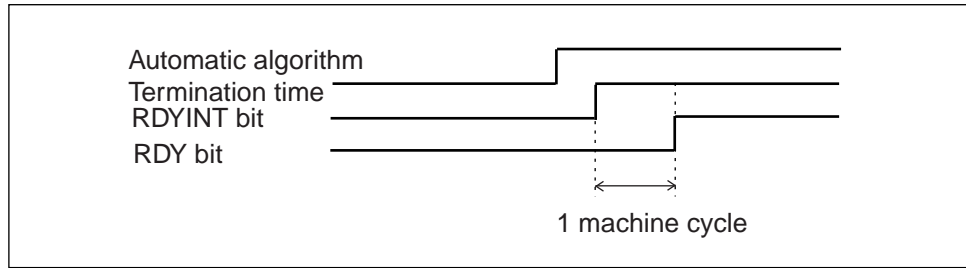 Automatic algorithm
Termination time
RDYINT bit
RDY bit
1 machine cycle